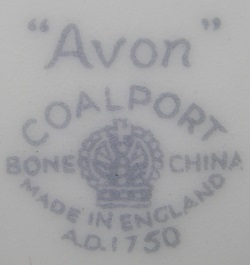 "Avon"
COALPORT
BONE CHINA
MADE IN ENGLAND
A.D. 1750